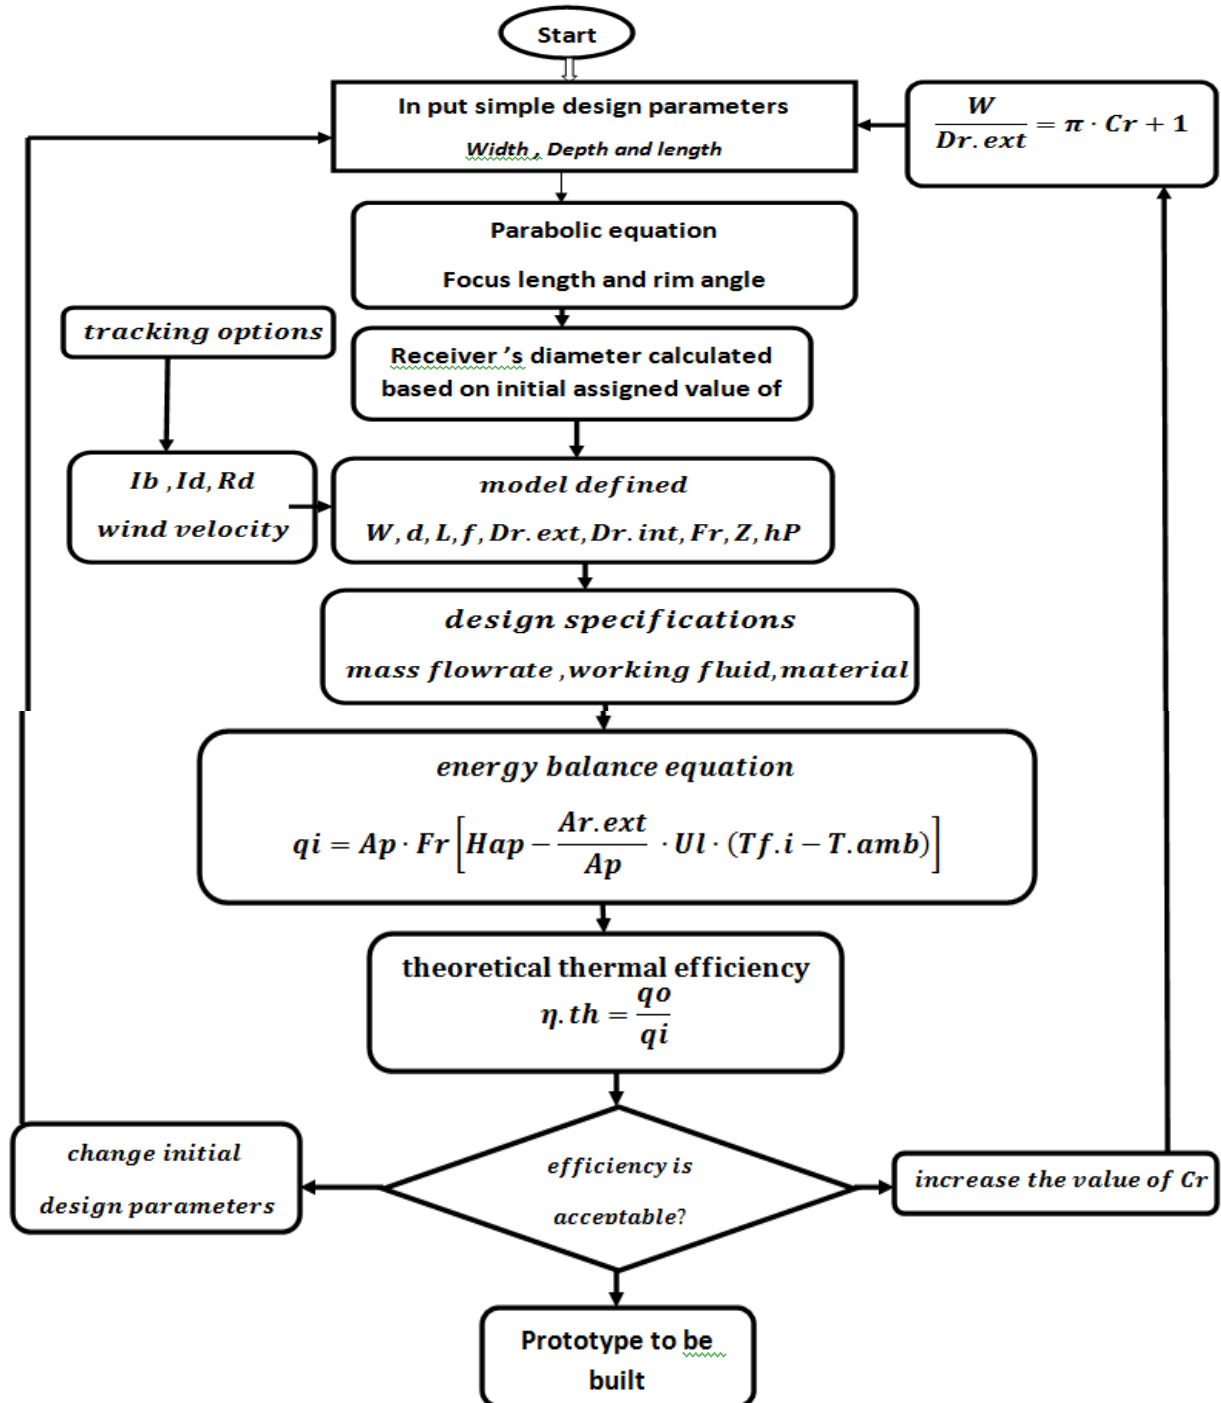 Start
In put simple design parameters
Width , Depth and length
W/Dr.ext = π · Cr + 1
Parabolic equation
Focus length and rim angle
tracking options
Receiver 's diameter calculated
based on initial assigned value of
Ib ,Id, Rd
wind velocity
model defined
W, d, L, f, Dr.ext, Dr.int, Fr, Z, hP
design specifications
mass flowrate ,working fluid, material
energy balance equation
qi = Ap · Fr [Hap − Ar.ext/Ap · Ul · (Tf.i − T.amb)]
theoretical thermal efficiency
η.th = qo/qi
efficiency is
acceptable?
change initial
design parameters
increase the value of Cr
Prototype to be
built